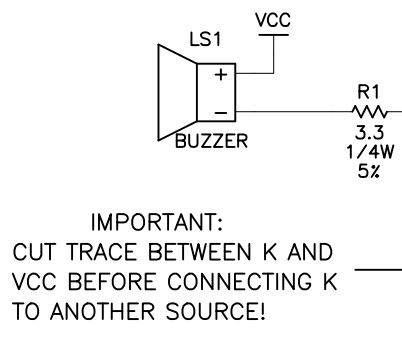 VCC
LS1
+
R1
−
3.3
BUZZER
1/4W
5%
IMPORTANT:
CUT TRACE BETWEEN K AND
VCC BEFORE CONNECTING K
TO ANOTHER SOURCE!